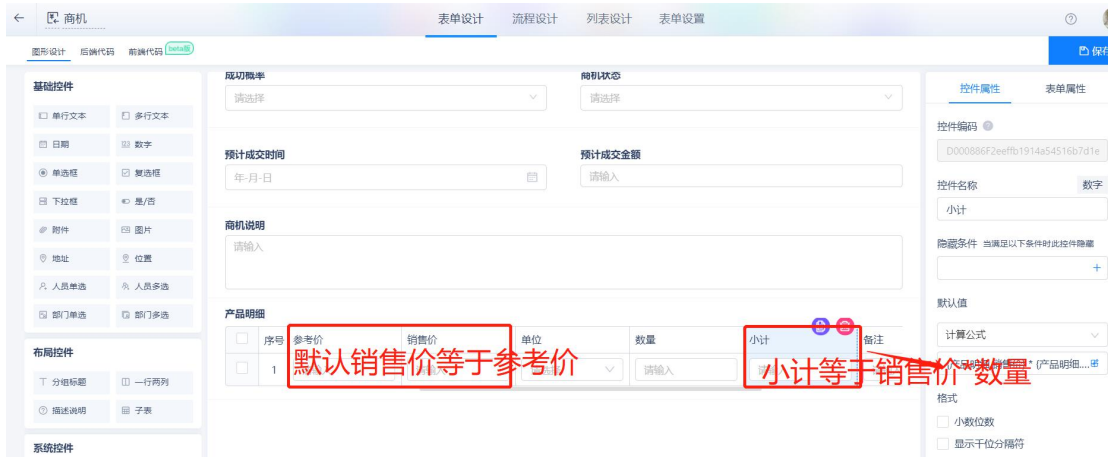 商机
表单设计 流程设计 列表设计 表单设置
图形设计 后端代码 前端代码 beta版
保存
基础控件
单行文本 多行文本
日期 数字
单选框 复选框
下拉框 是/否
附件 图片
地址 位置
人员单选 人员多选
部门单选 部门多选
布局控件
分组标题 一行两列
描述说明 子表
系统控件
成功概率 商机状态
请选择 请选择
预计成交时间 预计成交金额
年-月-日 请输入
商机说明
请输入
产品明细
序号 参考价 销售价 单位 数量 小计 备注
1 请输入
默认销售价等于参考价
小计等于销售价*数量
控件属性 表单属性
控件编码
D000886F2eeffb1914a54516b7d1e
控件名称 数字
小计
隐藏条件 当满足以下条件时此控件隐藏
默认值
计算公式
* {产品明细....
格式
小数位数
显示千位分隔符